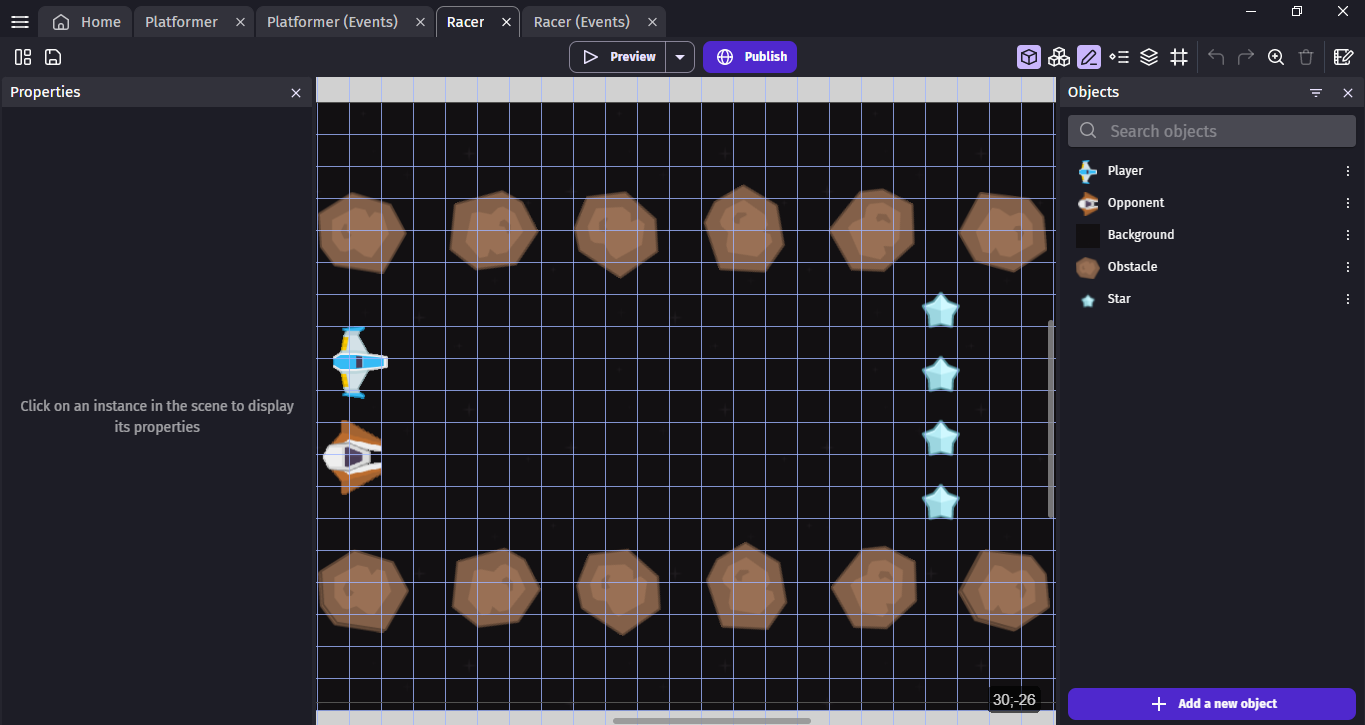 Home
Platformer
Platformer (Events)
Racer
Racer (Events)
Preview
Publish
Properties
Click on an instance in the scene to display
its properties
30;-26
Objects
Search objects
Player
Opponent
Background
Obstacle
Star
Add a new object